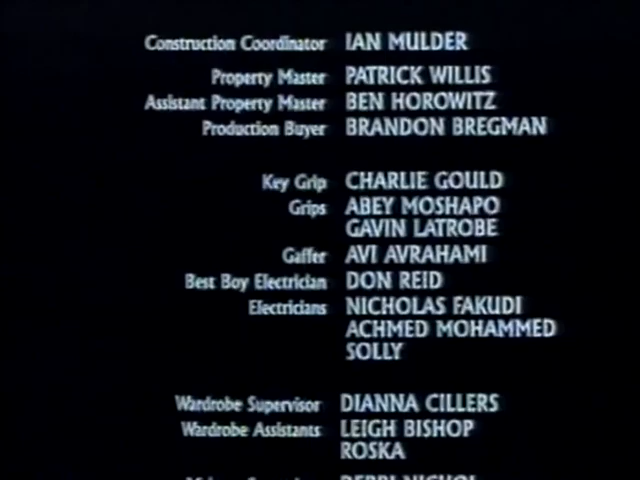 Construction Coordinator IAN MULDER
Property Master PATRICK WILLIS
Assistant Property Master BEN HOROWITZ
Production Buyer BRANDON BREGMAN
Key Grip CHARLIE GOULD
Grips ABEY MOSHAPO
GAVIN LATROBE
Gaffer AVI AVRAHAMI
Best Boy Electrician DON REID
Electricians NICHOLAS FAKUDI
ACHMED MOHAMMED
SOLLY
Wardrobe Supervisor DIANNA CILLERS
Wardrobe Assistants LEIGH BISHOP
ROSKA